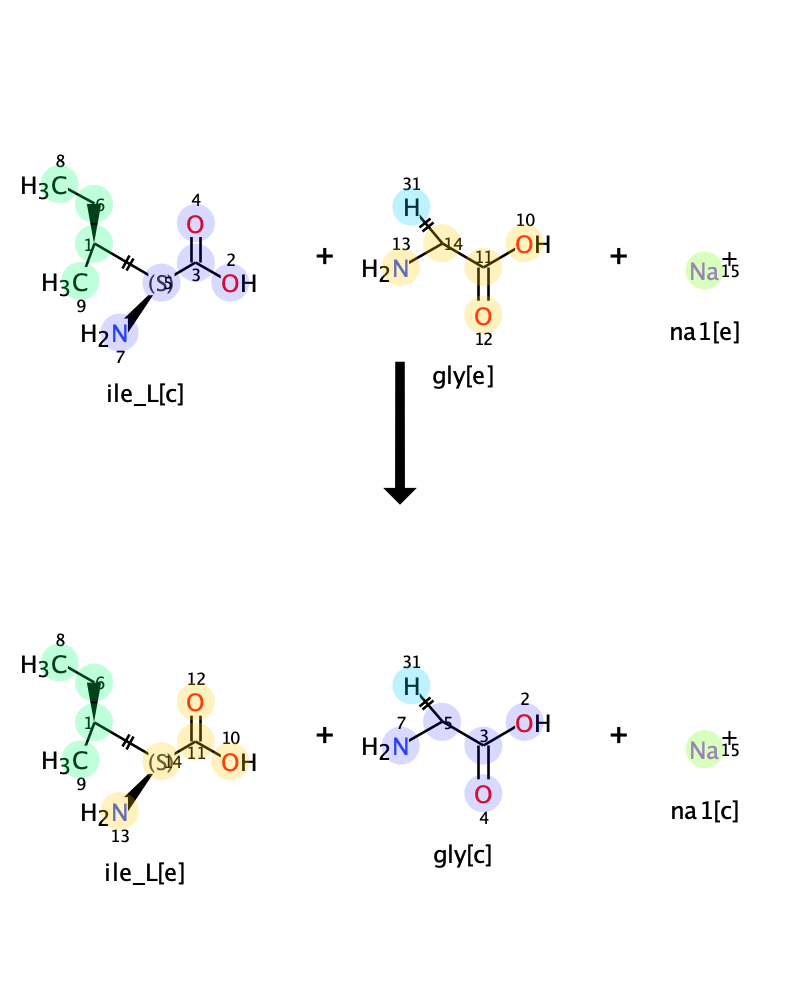 8
H₃C
6
4
O
1
(S)
5
3
2
OH
H₃C
9
H₂N
7
ile_L[c]
+
31
H
13
H₂N
14
11
10
OH
O
12
gly[e]
+
Na⁺
15
na1[e]
8
H₃C
6
12
O
1
(S)
14
11
10
OH
H₃C
9
H₂N
13
ile_L[e]
+
31
H
7
H₂N
5
3
2
OH
O
4
gly[c]
+
Na⁺
15
na1[c]